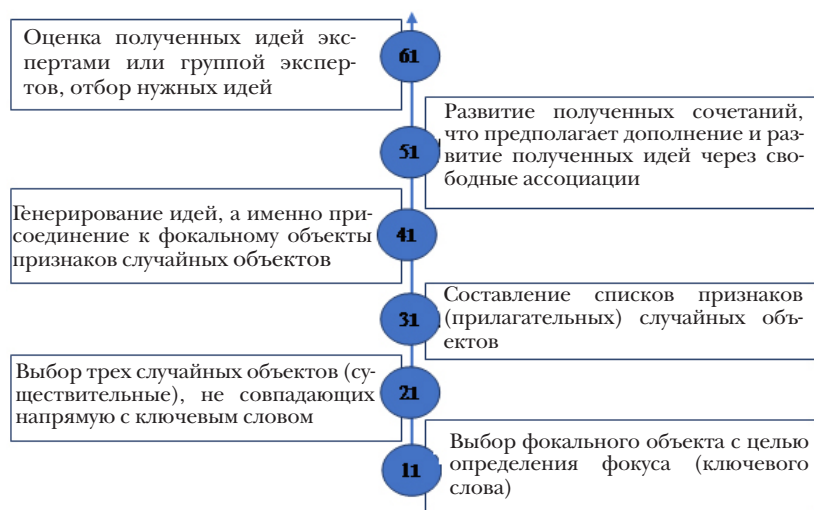 Оценка полученных идей экс-
пертами или группой экспер-
тов, отбор нужных идей
61
Развитие полученных сочетаний,
что предполагает дополнение и раз-
витие полученных идей через сво-
бодные ассоциации
51
Генерирование идей, а именно при-
соединение к фокальному объекты
признаков случайных объектов
41
Составление списков признаков
(прилагательных) случайных объ-
ектов
31
Выбор трех случайных объектов (су-
ществительные), не совпадающих
напрямую с ключевым словом
21
Выбор фокального объекта с целью
определения фокуса (ключевого
слова)
11